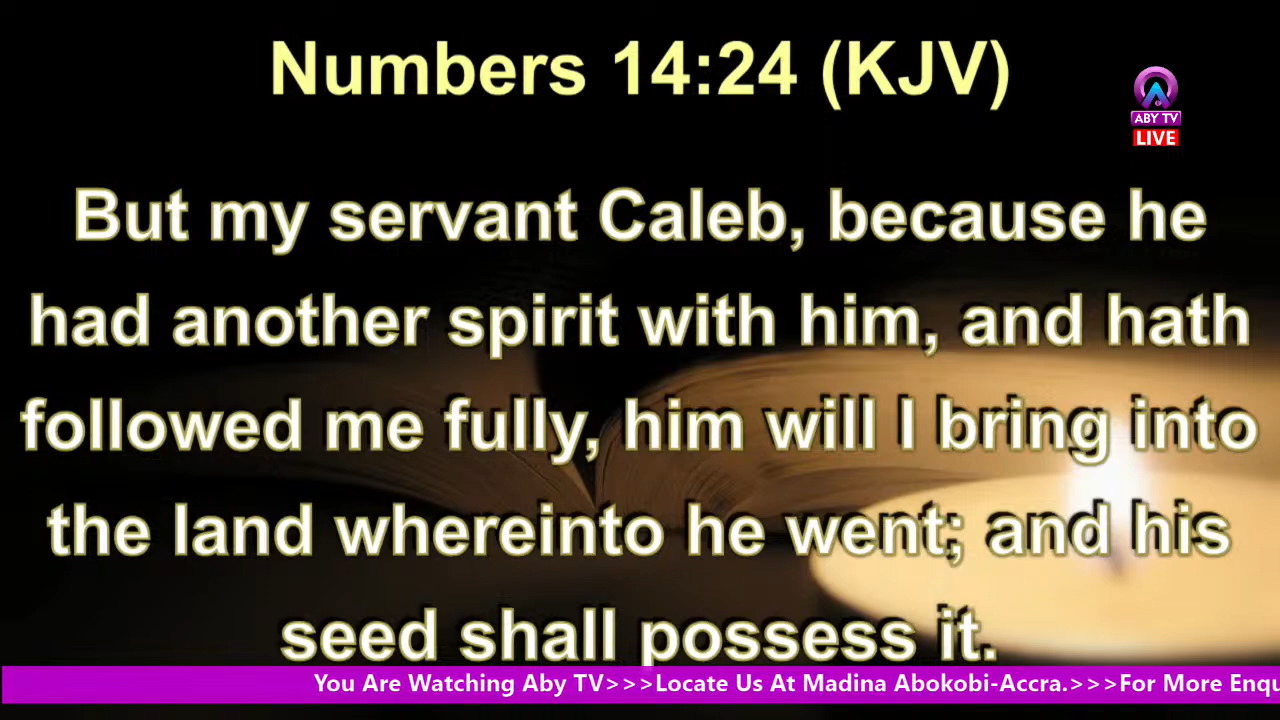 Numbers 14:24 (KJV)
ABY TV
LIVE
But my servant Caleb, because he
had another spirit with him, and hath
followed me fully, him will I bring into
the land whereinto he went; and his
seed shall possess it.
You Are Watching Aby TV>>>Locate Us At Madina Abokobi-Accra.>>>For More Enqu